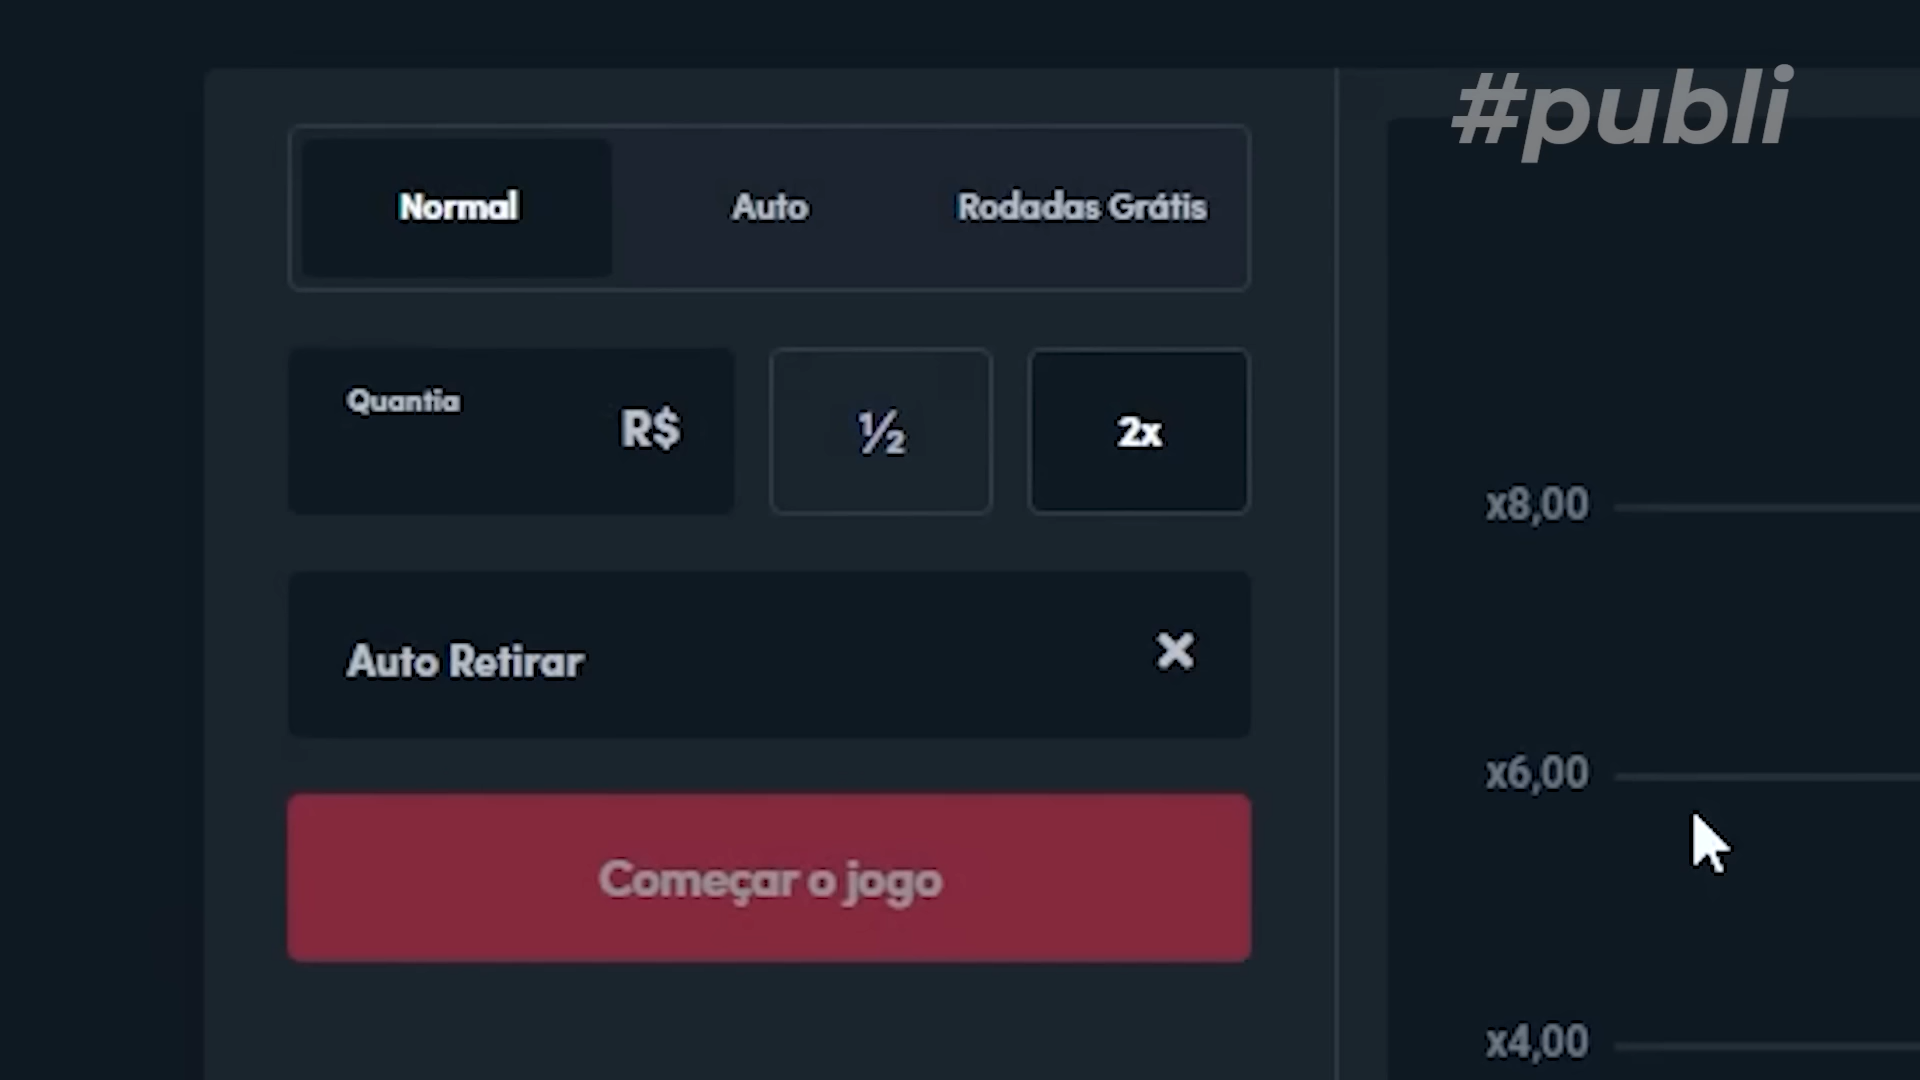 #publi
Normal Auto Rodadas Grátis
Quantia R$ ½ 2x
x8,00
Auto Retirar ×
x6,00
Começar o jogo
x4,00